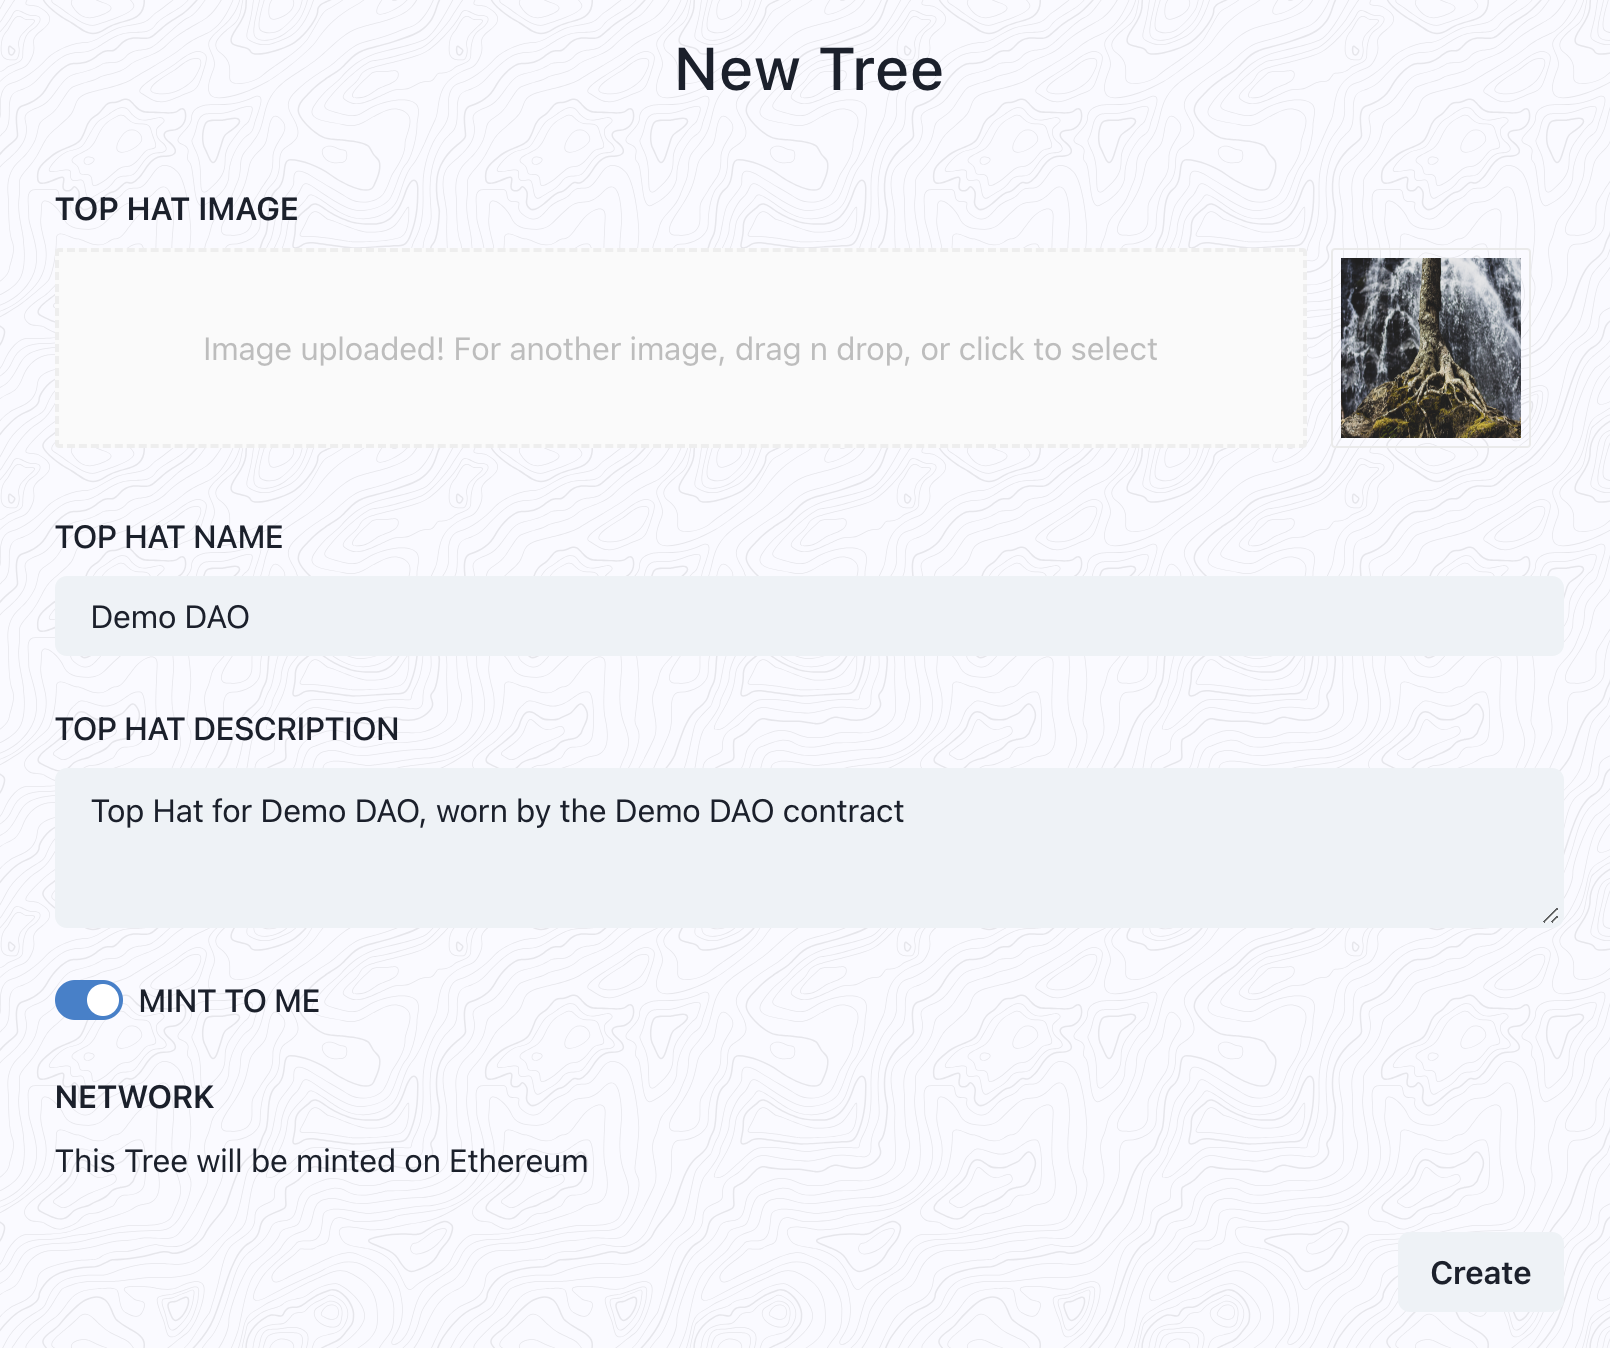 New Tree
TOP HAT IMAGE
Image uploaded! For another image, drag n drop, or click to select
TOP HAT NAME
Demo DAO
TOP HAT DESCRIPTION
Top Hat for Demo DAO, worn by the Demo DAO contract
MINT TO ME
NETWORK
This Tree will be minted on Ethereum
Create